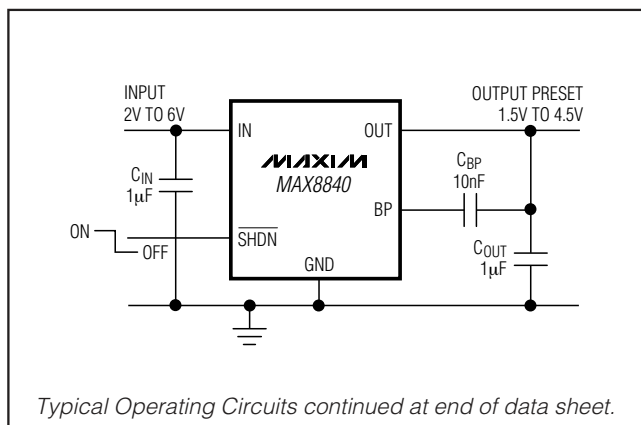 INPUT
2V TO 6V
OUTPUT PRESET
1.5V TO 4.5V
IN
OUT
MAXIM
MAX8840
CIN
1µF
CBP
10nF
BP
ON
OFF
SHDN
GND
COUT
1µF
Typical Operating Circuits continued at end of data sheet.